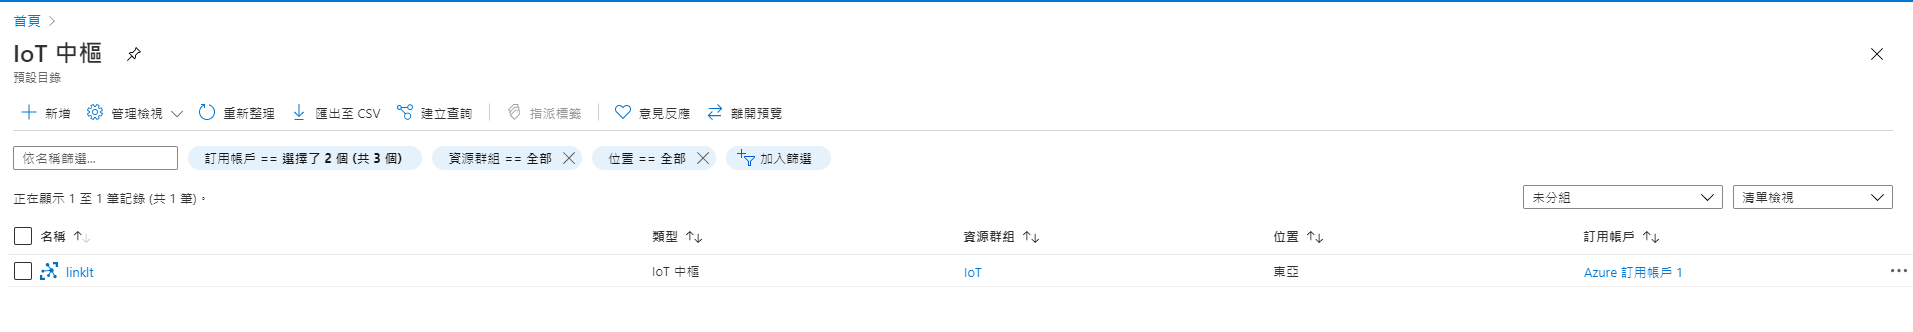 首頁
IoT 中樞
預設目錄
新增 管理檢視 重新整理 匯出至 CSV 建立查詢 指派標籤 意見反應 離開預覽
依名稱篩選... 訂用帳戶 == 選擇了 2 個 (共 3 個) 資源群組 == 全部 位置 == 全部 加入篩選
正在顯示 1 至 1 筆記錄 (共 1 筆)。 未分組 清單檢視
名稱 類型 資源群組 位置 訂用帳戶
linkIt IoT 中樞 IoT 東亞 Azure 訂用帳戶 1